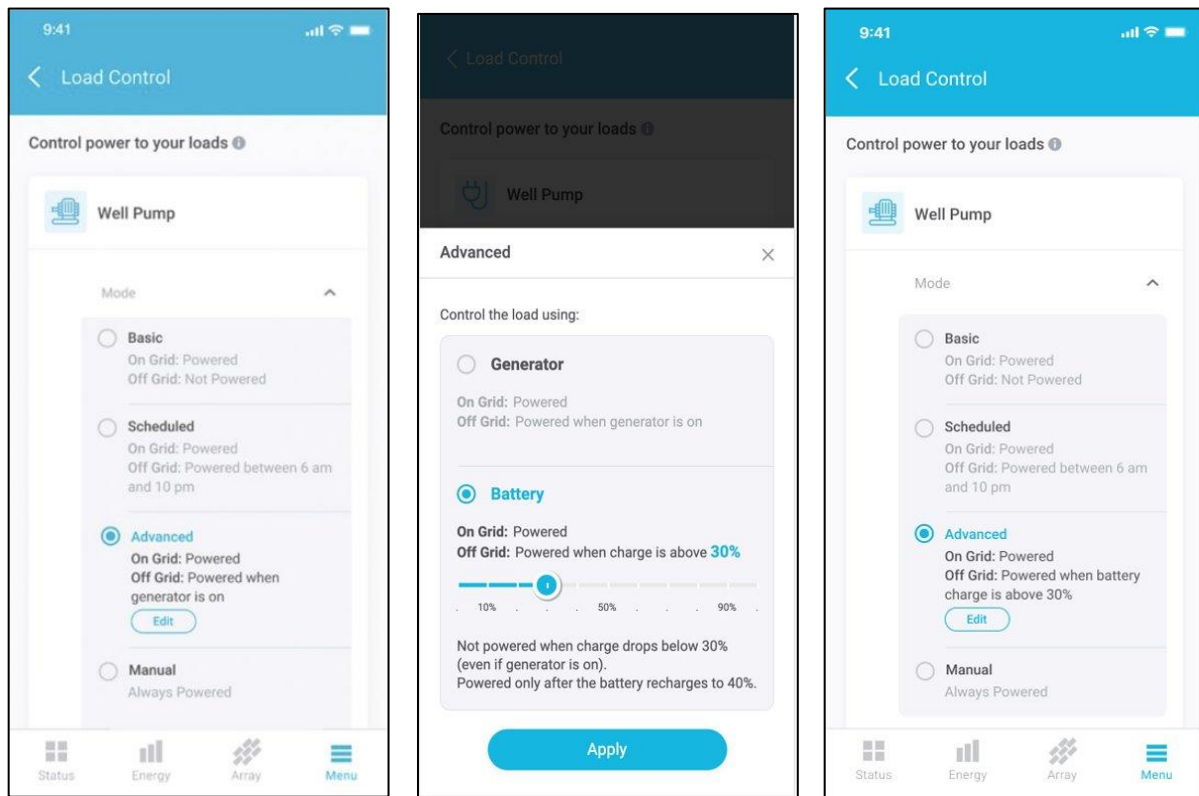 9:41
Load Control
Control power to your loads
Well Pump
Mode
Basic
On Grid: Powered
Off Grid: Not Powered
Scheduled
On Grid: Powered
Off Grid: Powered between 6 am
and 10 pm
Advanced
On Grid: Powered
Off Grid: Powered when
generator is on
Edit
Manual
Always Powered
Status
Energy
Array
Menu
Load Control
Control power to your loads
Well Pump
Advanced
Control the load using:
Generator
On Grid: Powered
Off Grid: Powered when generator is on
Battery
On Grid: Powered
Off Grid: Powered when charge is above 30%
10%
50%
90%
Not powered when charge drops below 30%
(even if generator is on).
Powered only after the battery recharges to 40%.
Apply
9:41
Load Control
Control power to your loads
Well Pump
Mode
Basic
On Grid: Powered
Off Grid: Not Powered
Scheduled
On Grid: Powered
Off Grid: Powered between 6 am
and 10 pm
Advanced
On Grid: Powered
Off Grid: Powered when battery
charge is above 30%
Edit
Manual
Always Powered
Status
Energy
Array
Menu